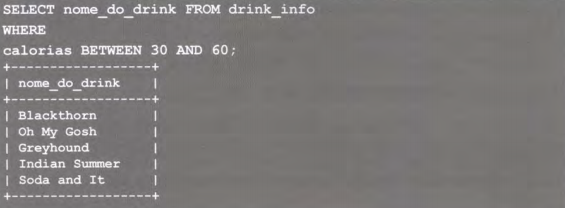 SELECT nome_do_drink FROM drink_info
WHERE
calorias BETWEEN 30 AND 60;
+------------------+
| nome_do_drink    |
+------------------+
| Blackthorn       |
| Oh My Gosh       |
| Greyhound        |
| Indian Summer    |
| Soda and It      |
+------------------+